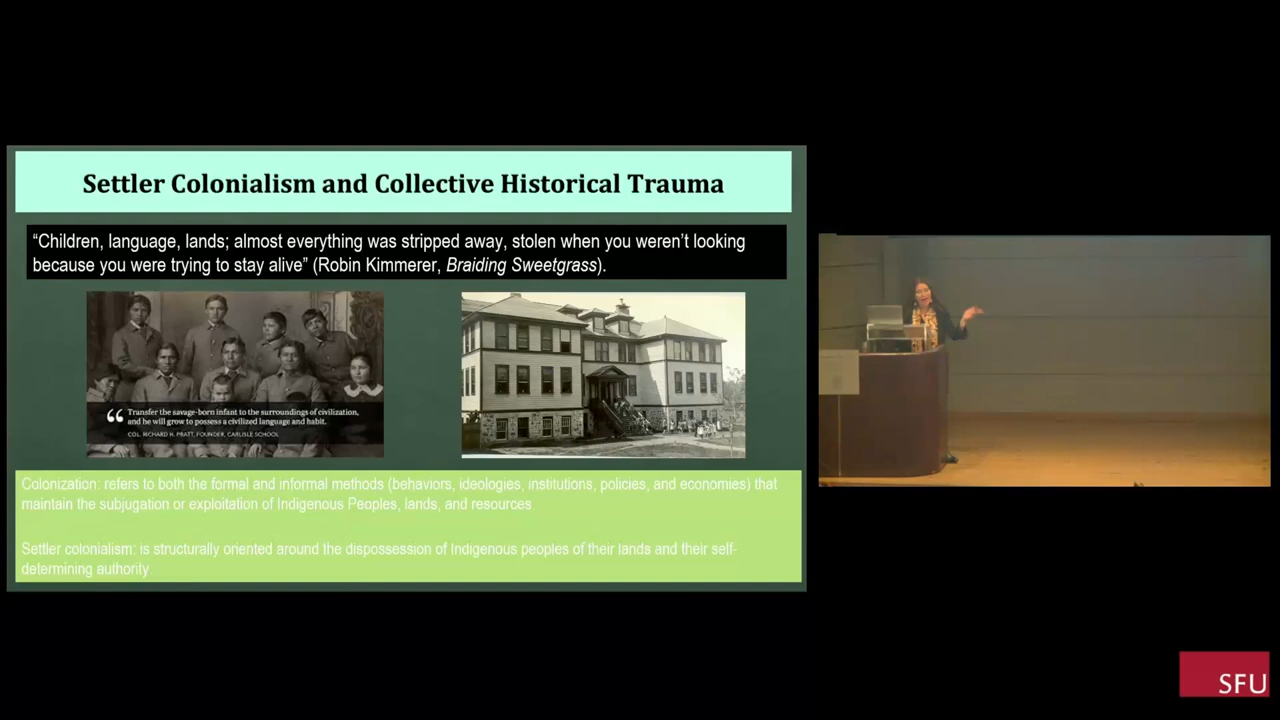 Settler Colonialism and Collective Historical Trauma
“Children, language, lands; almost everything was stripped away, stolen when you weren’t looking
because you were trying to stay alive” (Robin Kimmerer, Braiding Sweetgrass).
“ Transfer the savage-born infant to the surroundings of civilization,
and he will grow to possess a civilized language and habit.
COL. RICHARD H. PRATT, FOUNDER, CARLISLE SCHOOL
Colonization: refers to both the formal and informal methods (behaviors, ideologies, institutions, policies, and economies) that
maintain the subjugation or exploitation of Indigenous Peoples, lands, and resources.
Settler colonialism: is structurally oriented around the dispossession of Indigenous peoples of their lands and their self-
determining authority.
SFU